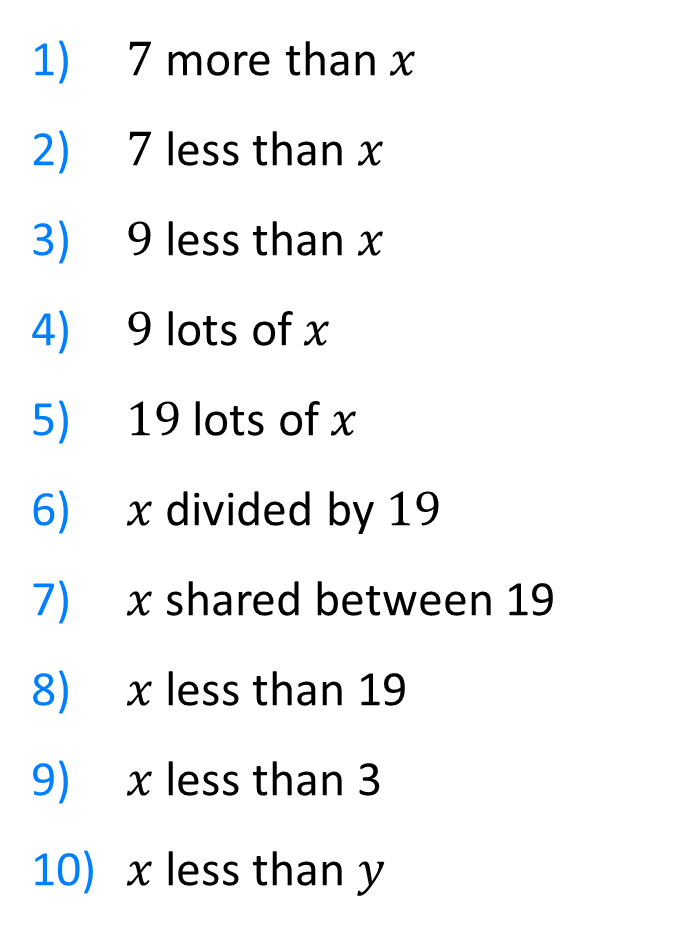 1) 7 more than x
2) 7 less than x
3) 9 less than x
4) 9 lots of x
5) 19 lots of x
6) x divided by 19
7) x shared between 19
8) x less than 19
9) x less than 3
10) x less than y